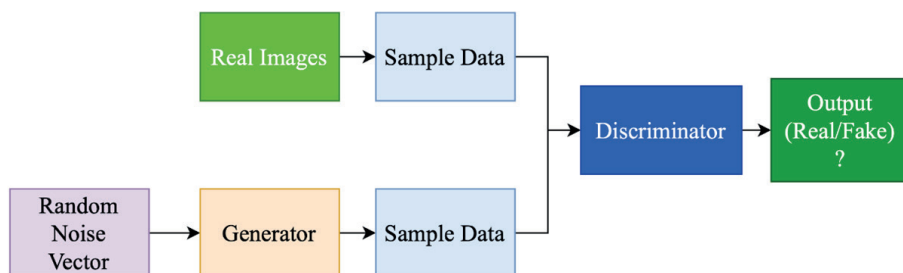 Real Images
Sample Data
Discriminator
Output
(Real/Fake)
?
Random
Noise
Vector
Generator
Sample Data